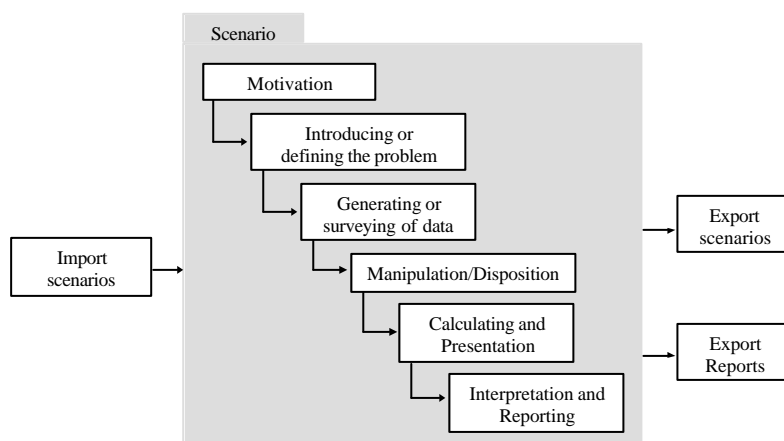 Scenario
Motivation
Introducing or
defining the problem
Generating or
surveying of data
Manipulation/Disposition
Calculating and
Presentation
Interpretation and
Reporting
Import
scenarios
Export
scenarios
Export
Reports